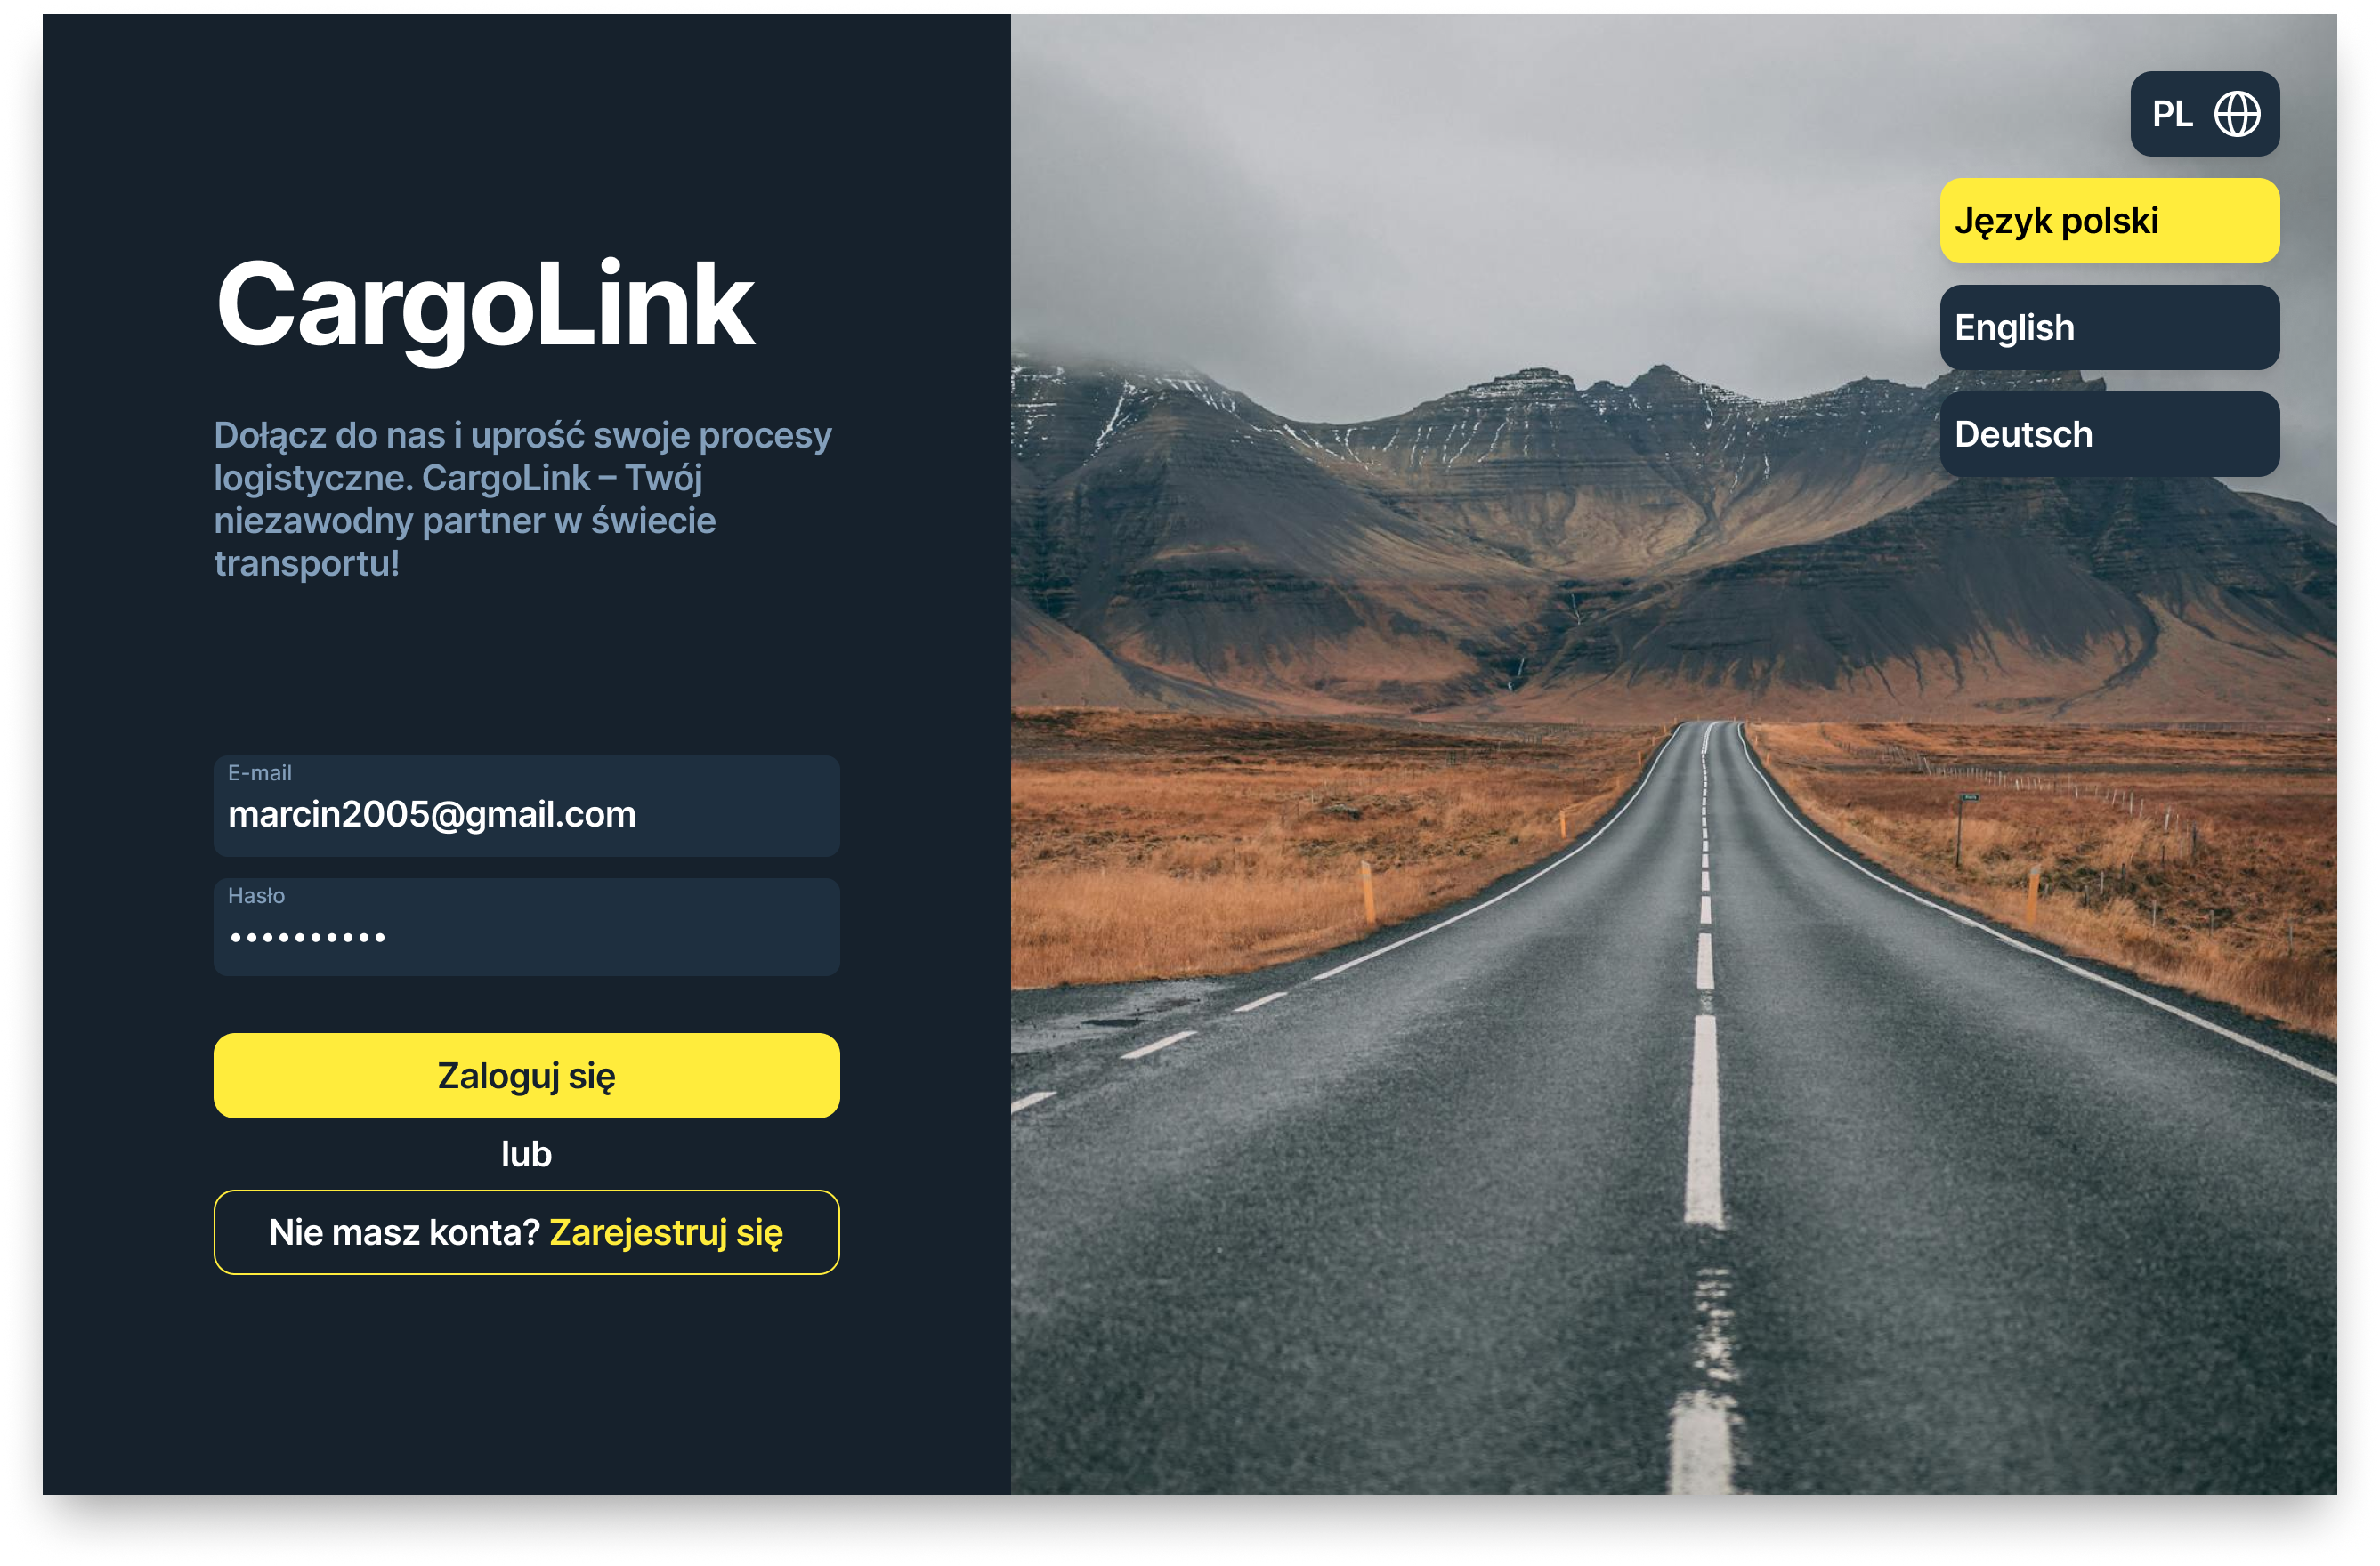 CargoLink
Dołącz do nas i uprość swoje procesy
logistyczne. CargoLink – Twój
niezawodny partner w świecie
transportu!
E-mail
marcin2005@gmail.com
Hasło
••••••••••
Zaloguj się
lub
Nie masz konta? Zarejestruj się
PL
Język polski
English
Deutsch